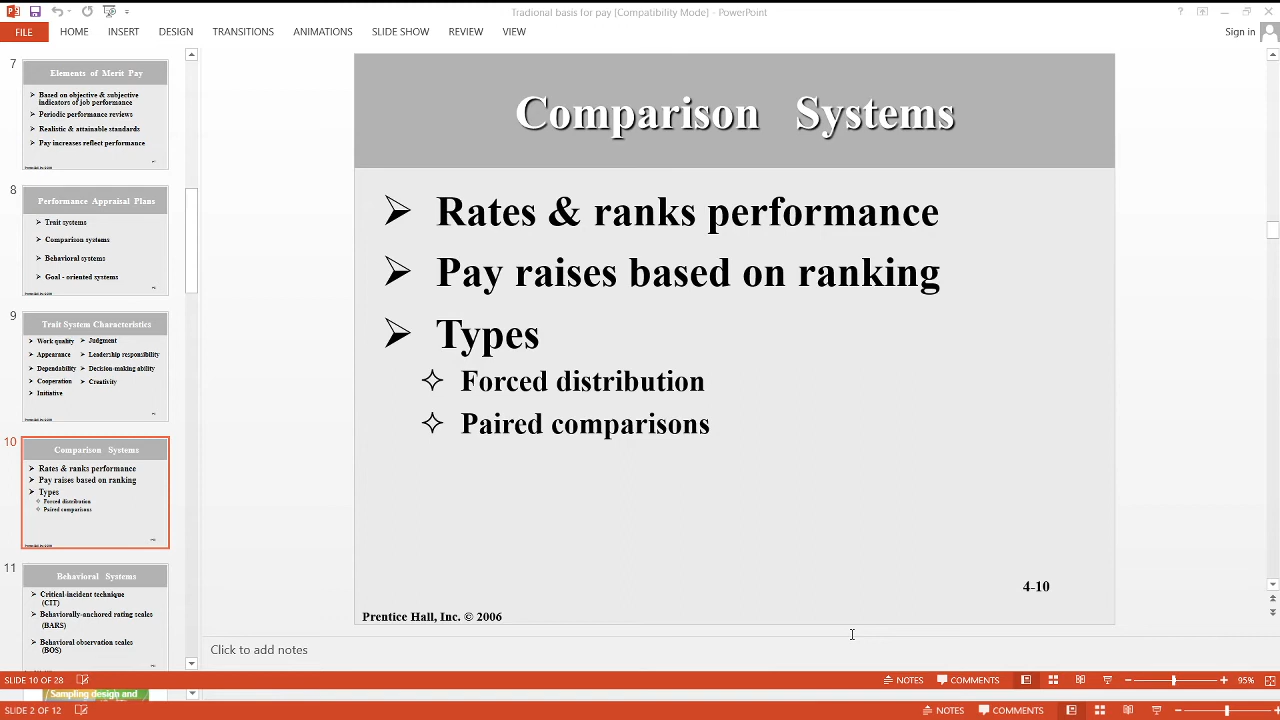 Tradional basis for pay [Compatibility Mode] - PowerPoint
?
FILE HOME INSERT DESIGN TRANSITIONS ANIMATIONS SLIDE SHOW REVIEW VIEW Sign in
7
Elements of Merit Pay
Based on objective & subjective
indicators of job performance
Periodic performance reviews
Realistic & attainable standards
Pay increases reflect performance
8
Performance Appraisal Plans
Trait systems
Comparison systems
Behavioral systems
Goal - oriented systems
9
Trait System Characteristics
Work quality Judgment
Appearance Leadership responsibility
Dependability Decision-making ability
Cooperation Creativity
Initiative
10
Comparison Systems
Rates & ranks performance
Pay raises based on ranking
Types
Forced distribution
Paired comparisons
11
Behavioral Systems
Critical-incident technique
(CIT)
Behaviorally-anchored rating scales
(BARS)
Behavioral observation scales
(BOS)
Comparison Systems
Rates & ranks performance
Pay raises based on ranking
Types
Forced distribution
Paired comparisons
4-10
Prentice Hall, Inc. © 2006
Click to add notes
SLIDE 10 OF 28 NOTES COMMENTS 95%
Sampling design and
SLIDE 2 OF 12 NOTES COMMENTS